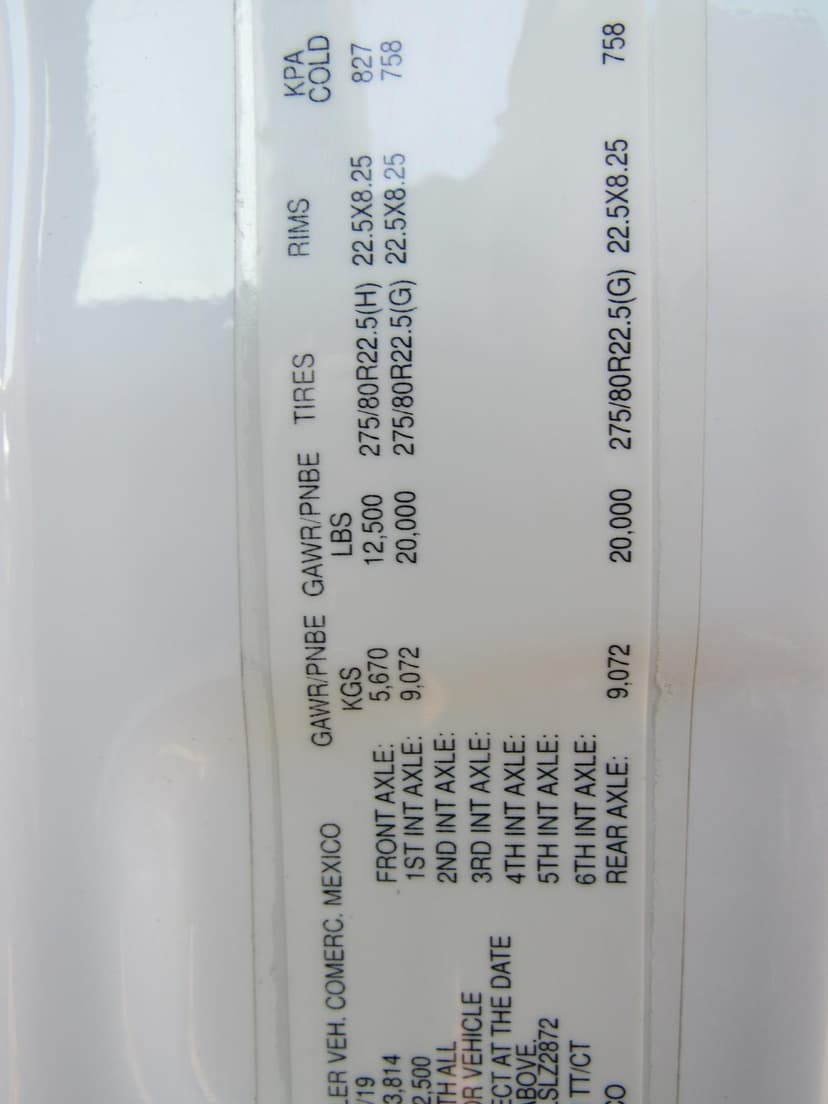 LER VEH. COMERC. MEXICO
/19
3,814
2,500
TH ALL
OR VEHICLE
ECT AT THE DATE
ABOVE.
SLZ2872
TT/CT
CO
GAWR/PNBE GAWR/PNBE TIRES RIMS KPA
KGS LBS COLD
FRONT AXLE: 5,670 12,500 275/80R22.5(H) 22.5X8.25 827
1ST INT AXLE: 9,072 20,000 275/80R22.5(G) 22.5X8.25 758
2ND INT AXLE:
3RD INT AXLE:
4TH INT AXLE:
5TH INT AXLE:
6TH INT AXLE:
REAR AXLE: 9,072 20,000 275/80R22.5(G) 22.5X8.25 758